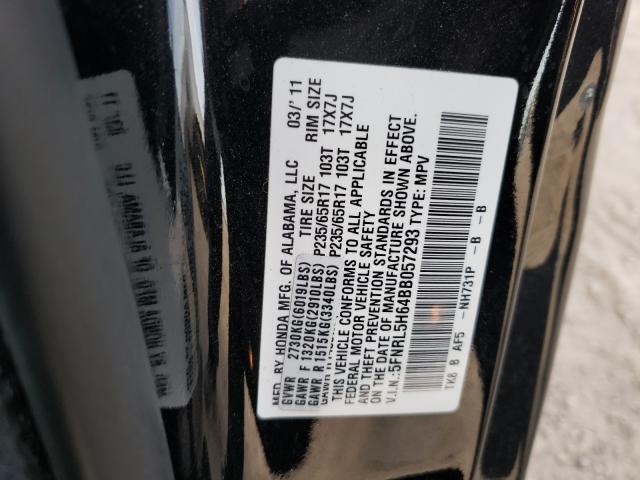 MFD. BY HONDA MFG. OF ALABAMA, LLC 03/'11
TIRE SIZE RIM SIZE
GVWR 2730KG(6019LBS)
GAWR F 1320KG(2910LBS) P235/65R17 103T 17X7J
GAWR R 1515KG(3340LBS) P235/65R17 103T 17X7J
THIS VEHICLE CONFORMS TO ALL APPLICABLE
FEDERAL MOTOR VEHICLE SAFETY
AND THEFT PREVENTION STANDARDS IN EFFECT
ON THE DATE OF MANUFACTURE SHOWN ABOVE.
V.I.N.:5FNRL5H64BB057293 TYPE: MPV
TK8 B AF5 -NH731P -B -B